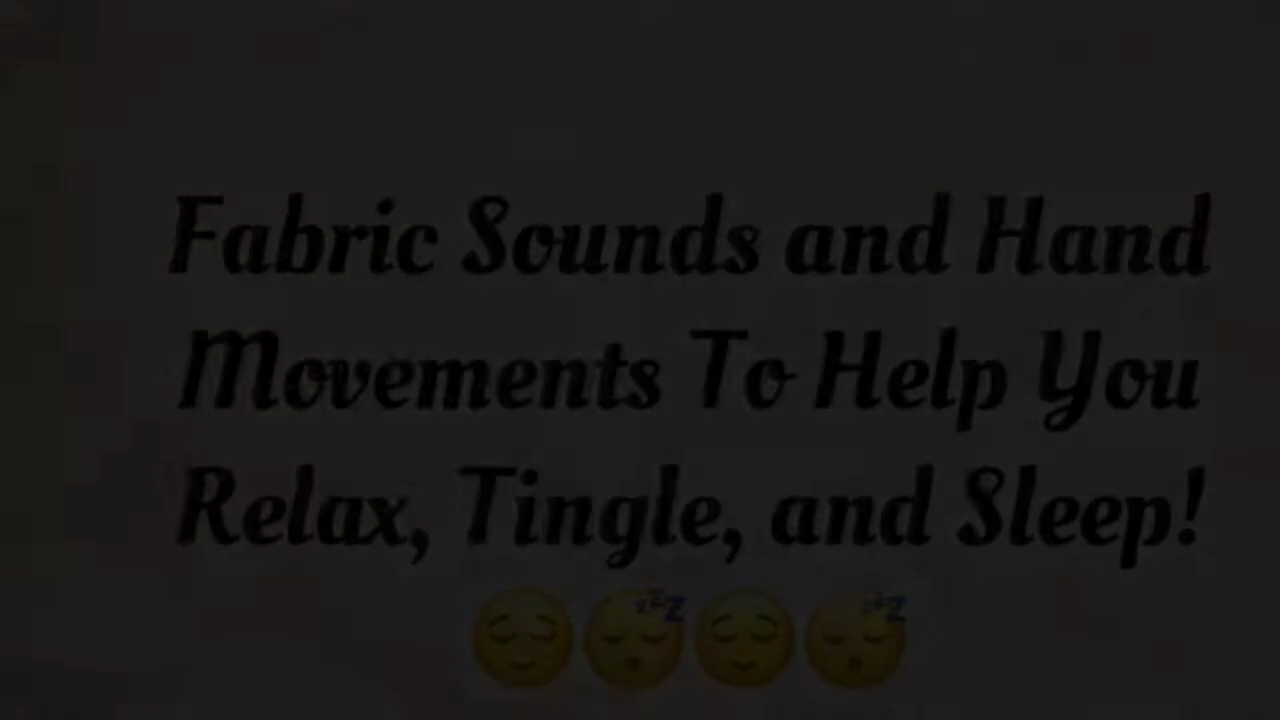 Fabric Sounds and Hand
Movements To Help You
Relax, Tingle, and Sleep!
😌😴😌😴